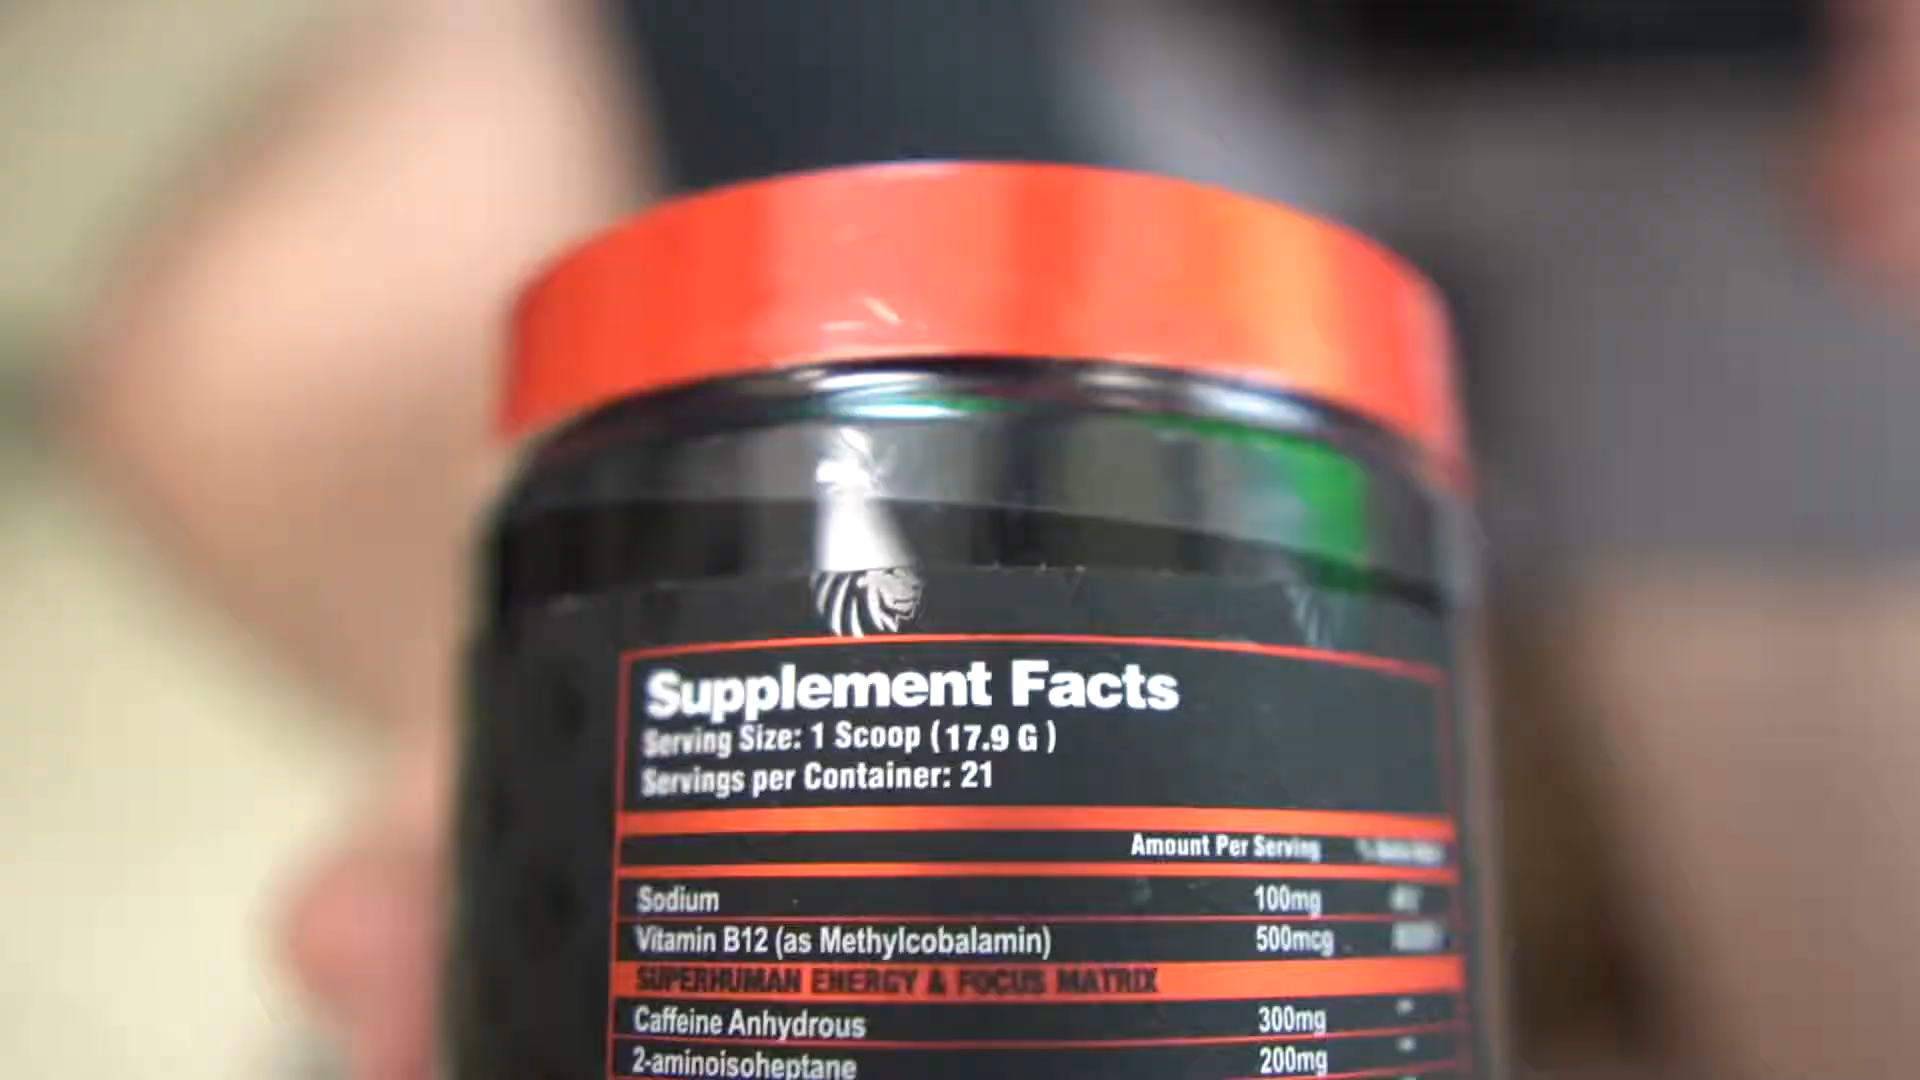 Supplement Facts
Serving Size: 1 Scoop (17.9 G )
Servings per Container: 21
Amount Per Serving
Sodium 100mg
Vitamin B12 (as Methylcobalamin) 500mcg
SUPERHUMAN ENERGY & FOCUS MATRIX
Caffeine Anhydrous 300mg
2-aminoisoheptane 200mg